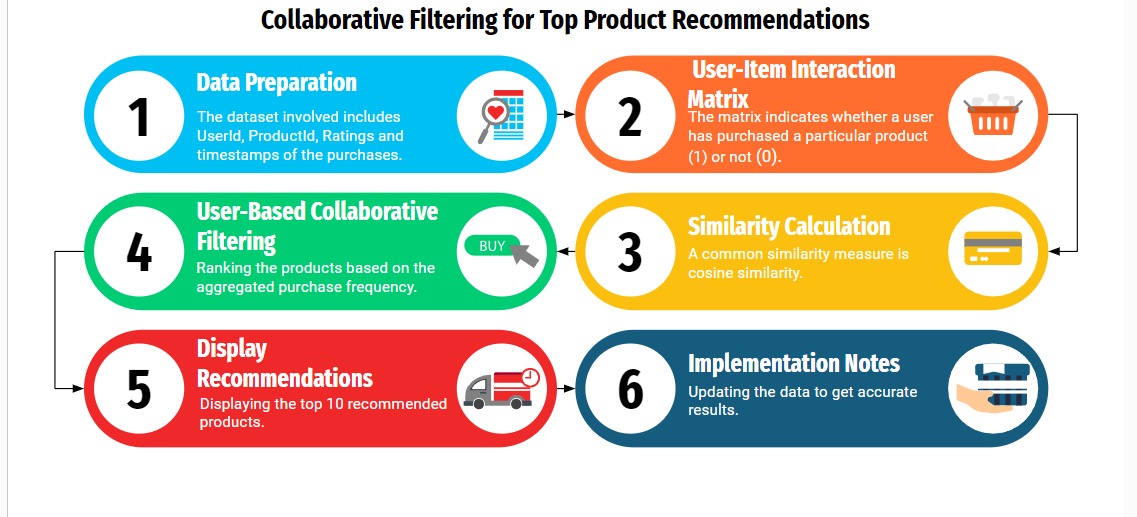 Collaborative Filtering for Top Product Recommendations
1
Data Preparation
The dataset involved includes
UserId, ProductId, Ratings and
timestamps of the purchases.
2
User-Item Interaction
Matrix
The matrix indicates whether a user
has purchased a particular product
(1) or not (0).
3
Similarity Calculation
A common similarity measure is
cosine similarity.
4
User-Based Collaborative
Filtering
Ranking the products based on the
aggregated purchase frequency.
BUY
5
Display
Recommendations
Displaying the top 10 recommended
products.
6
Implementation Notes
Updating the data to get accurate
results.